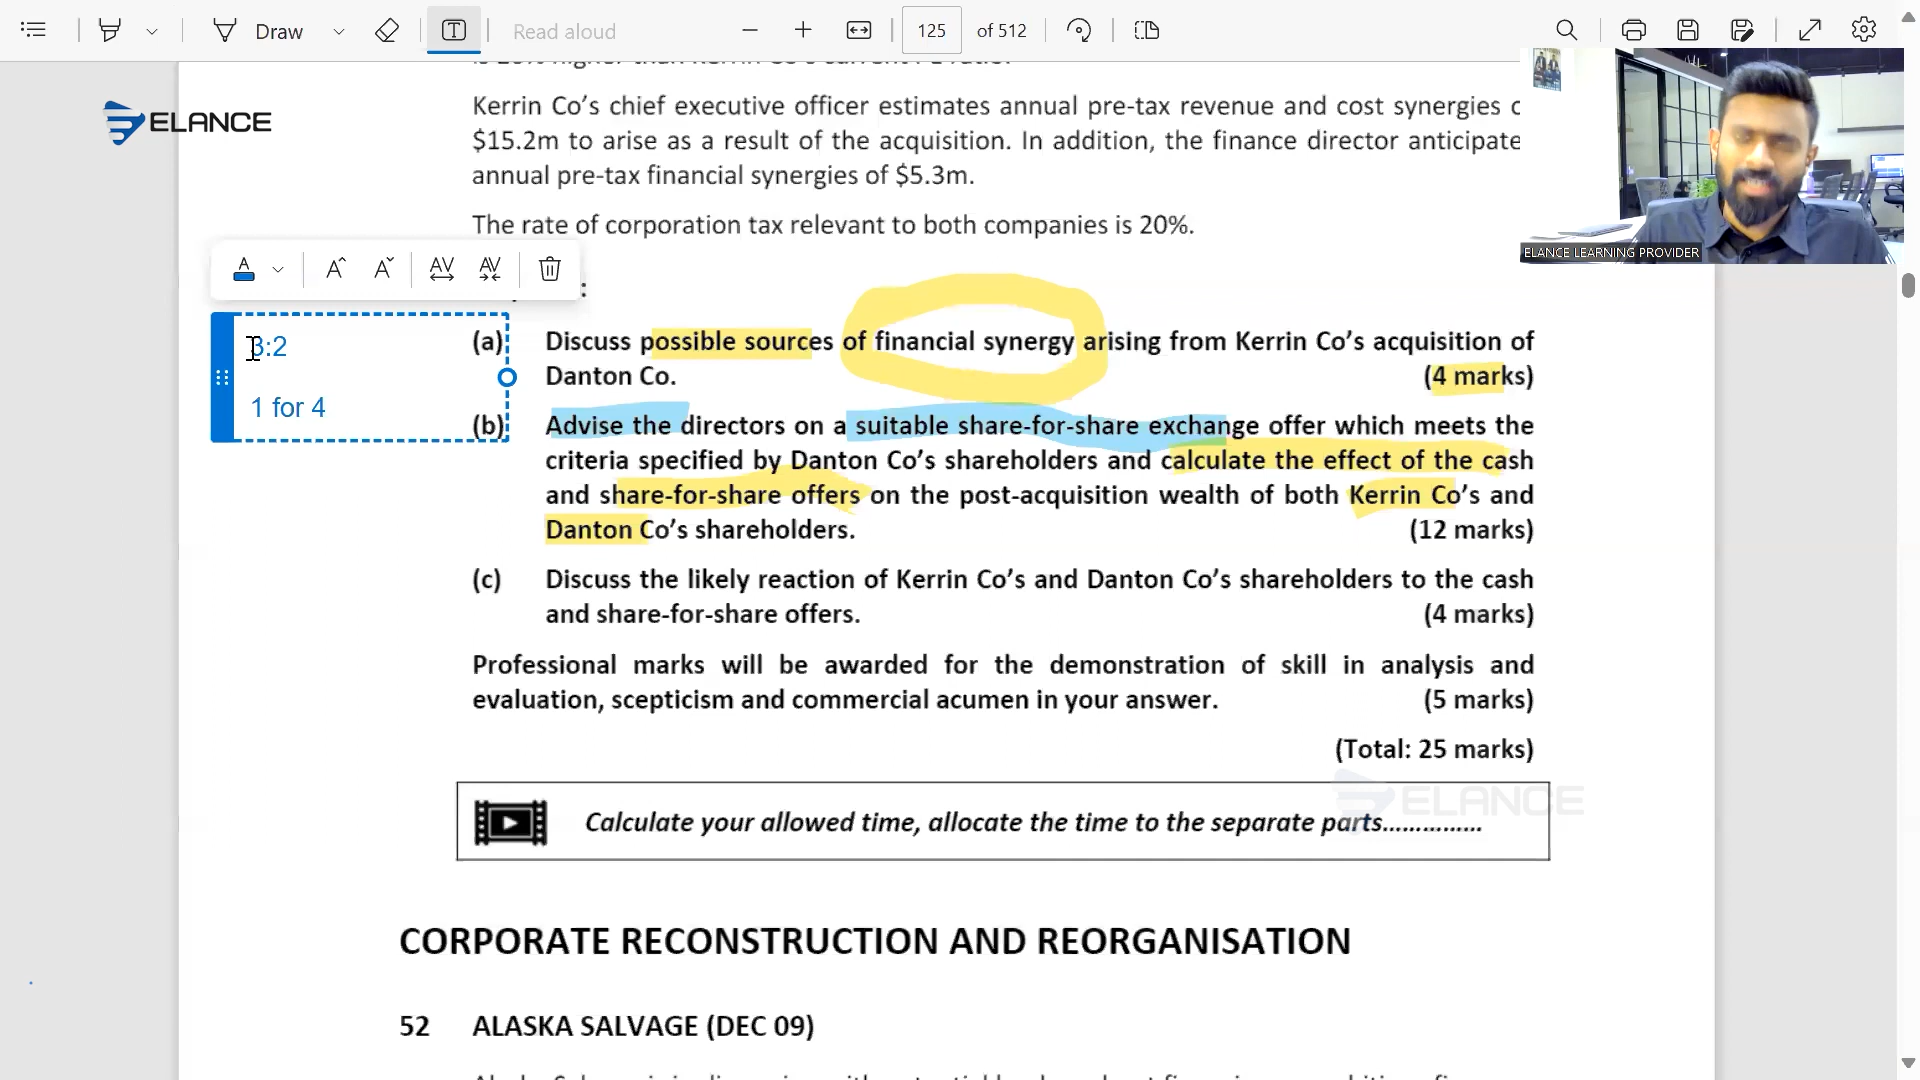 Draw
Read aloud
125 of 512
Kerrin Co's chief executive officer estimates annual pre-tax revenue and cost synergies
$15.2m to arise as a result of the acquisition. In addition, the finance director anticipate
annual pre-tax financial synergies of $5.3m.
The rate of corporation tax relevant to both companies is 20%.
ELANCE
ELANCE LEARNING PROVIDER
:
3:2
1 for 4
(a) Discuss possible sources of financial synergy arising from Kerrin Co's acquisition of
Danton Co. (4 marks)
(b) Advise the directors on a suitable share-for-share exchange offer which meets the
criteria specified by Danton Co's shareholders and calculate the effect of the cash
and share-for-share offers on the post-acquisition wealth of both Kerrin Co's and
Danton Co's shareholders. (12 marks)
(c) Discuss the likely reaction of Kerrin Co's and Danton Co's shareholders to the cash
and share-for-share offers. (4 marks)
Professional marks will be awarded for the demonstration of skill in analysis and
evaluation, scepticism and commercial acumen in your answer. (5 marks)
(Total: 25 marks)
ELANCE
Calculate your allowed time, allocate the time to the separate parts...............
CORPORATE RECONSTRUCTION AND REORGANISATION
52 ALASKA SALVAGE (DEC 09)